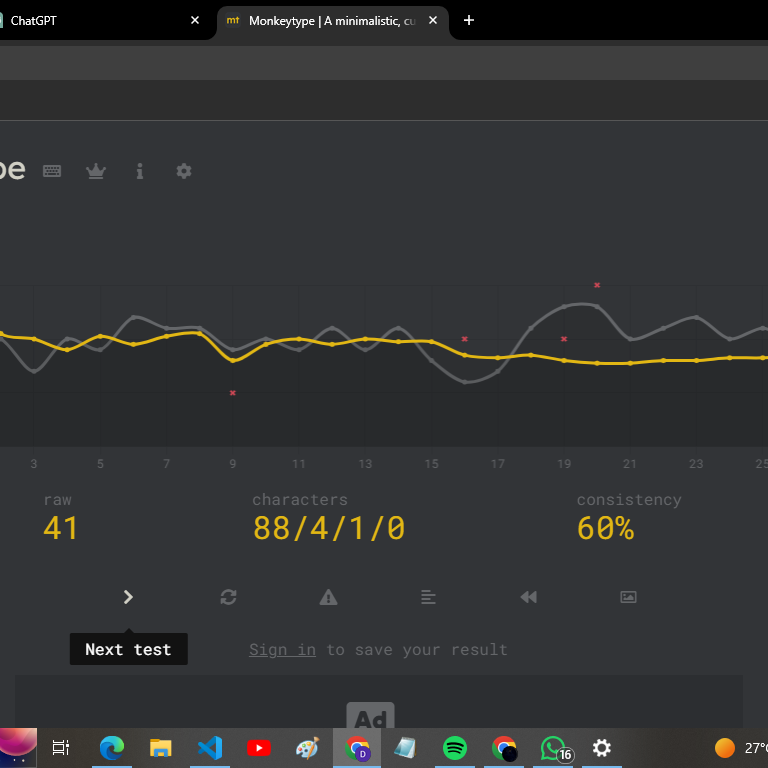 ChatGPT
mt Monkeytype | A minimalistic, cu
pe
3 5 7 9 11 13 15 17 19 21 23 25
raw characters consistency
41 88/4/1/0 60%
Next test
Sign in to save your result
Ad
D 16 27°C